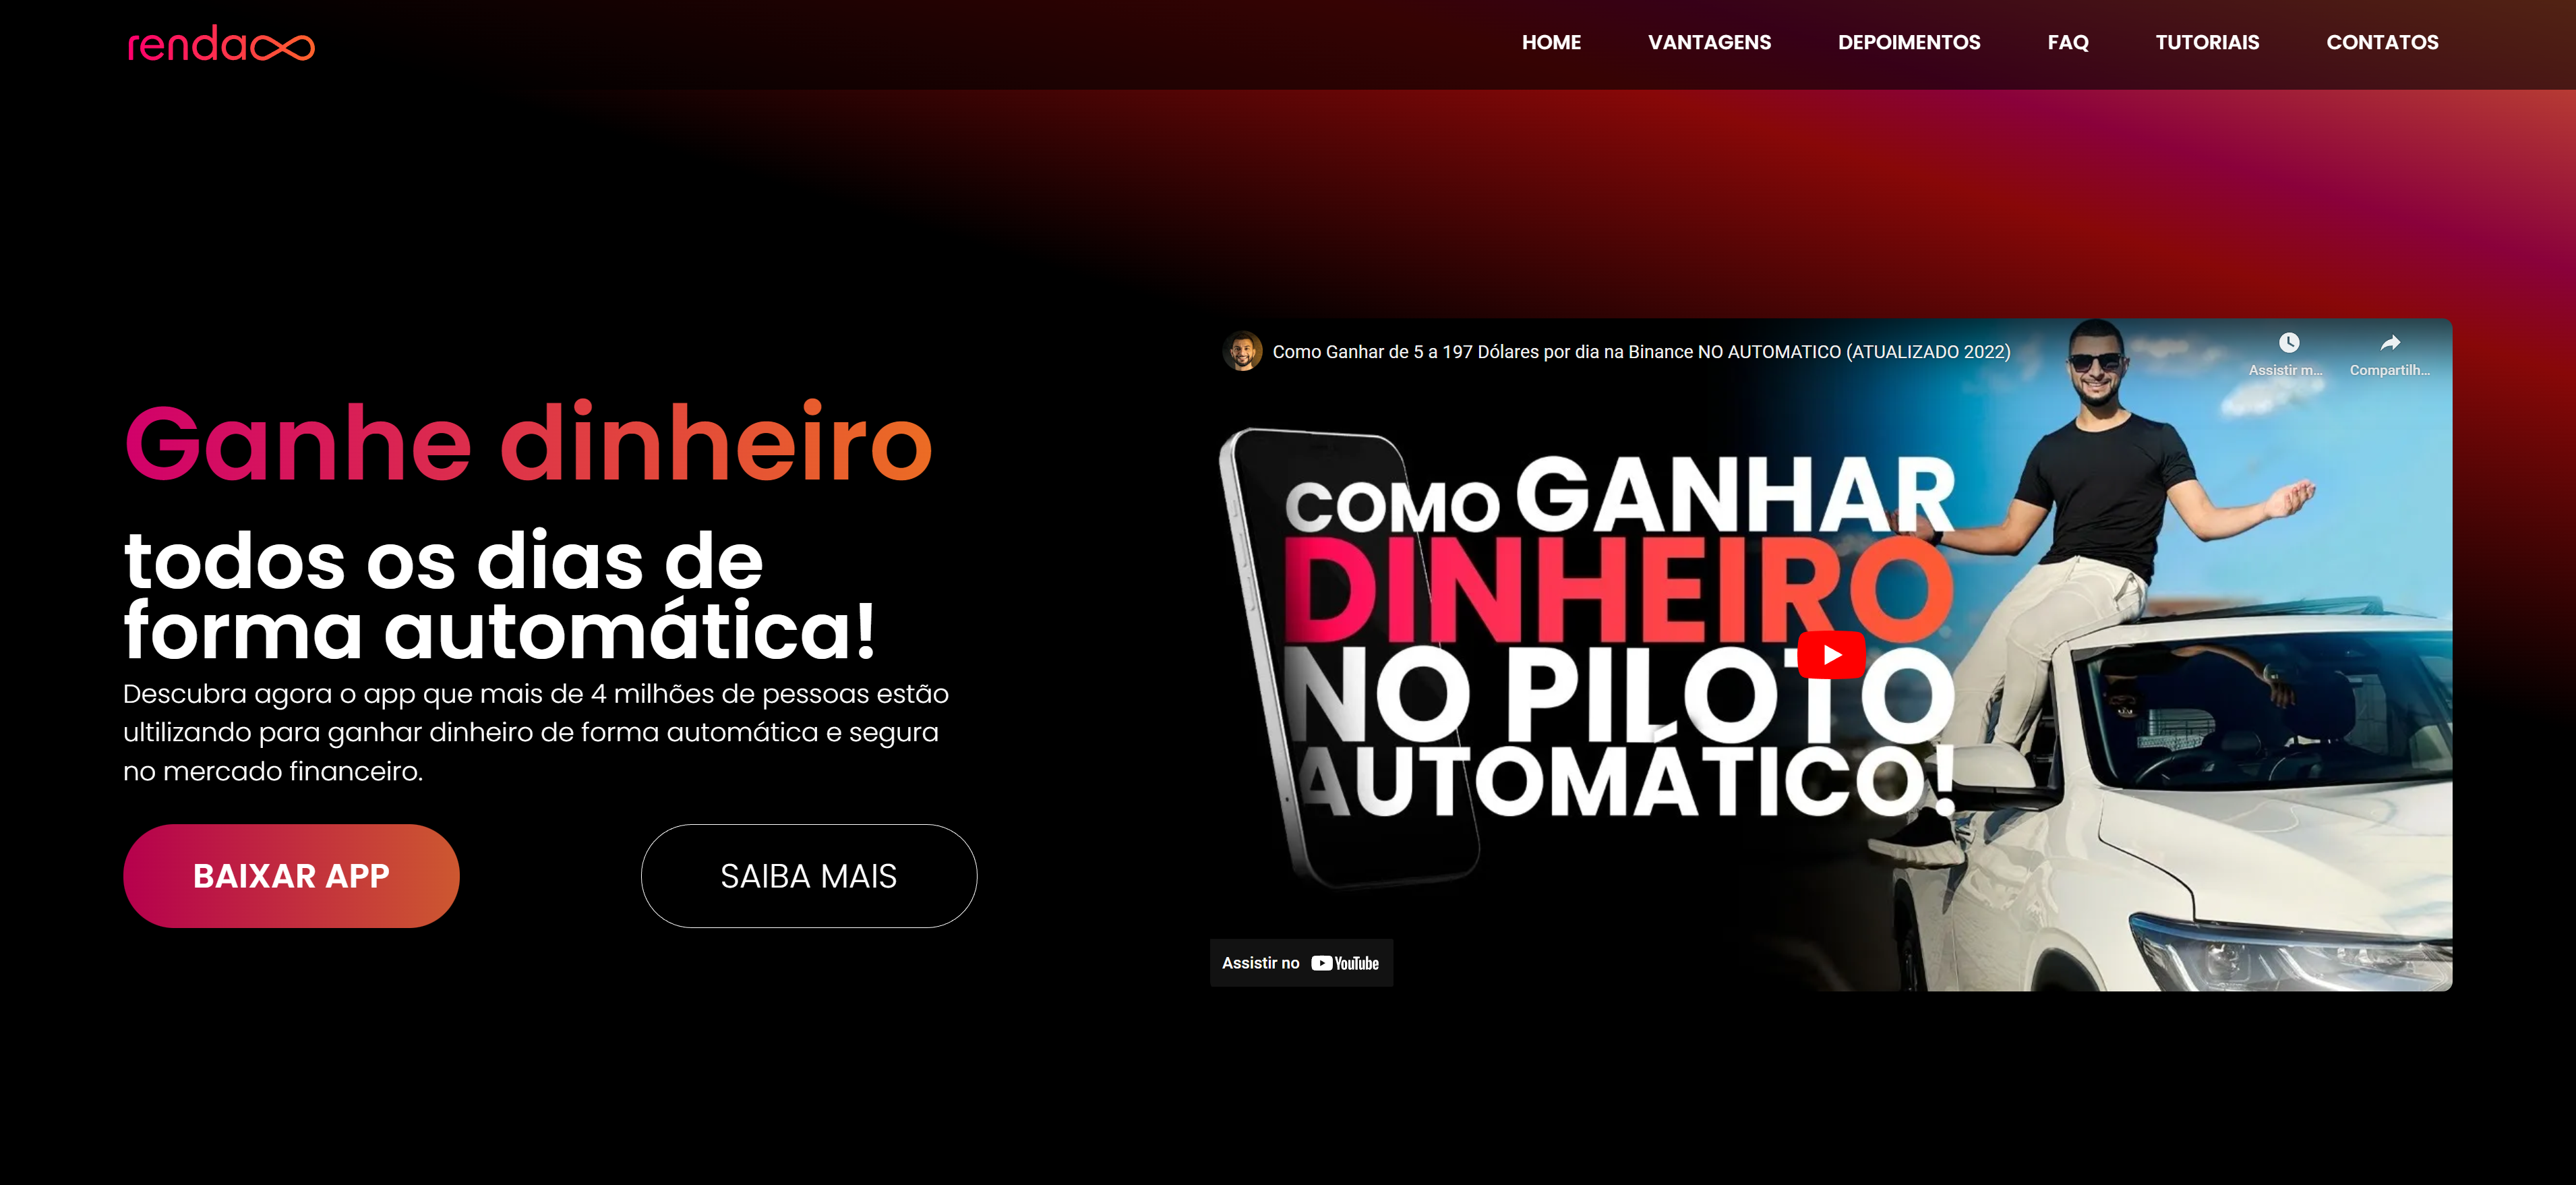 renda
HOME VANTAGENS DEPOIMENTOS FAQ TUTORIAIS CONTATOS
Ganhe dinheiro
todos os dias de
forma automática!
Descubra agora o app que mais de 4 milhões de pessoas estão
ultilizando para ganhar dinheiro de forma automática e segura
no mercado financeiro.
BAIXAR APP
SAIBA MAIS
Como Ganhar de 5 a 197 Dólares por dia na Binance NO AUTOMATICO (ATUALIZADO 2022)
Assistir m...
Compartilh...
COMO GANHAR
DINHEIRO
NO PILOTO
AUTOMÁTICO!
Assistir no YouTube